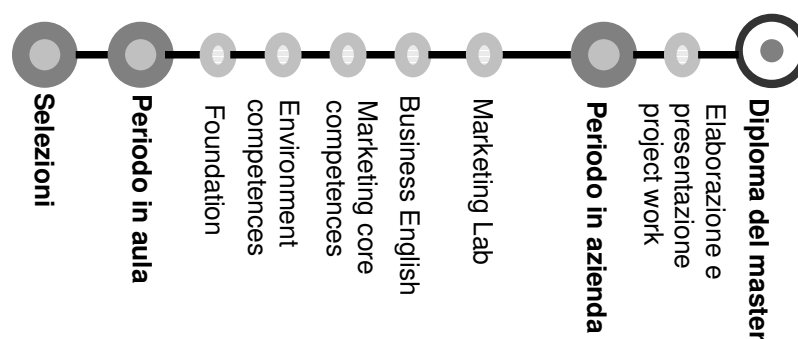 Selezioni
Periodo in aula
Foundation
Environment
competences
Marketing core
competences
Business English
Marketing Lab
Periodo in azienda
Elaborazione e
presentazione
project work
Diploma del master